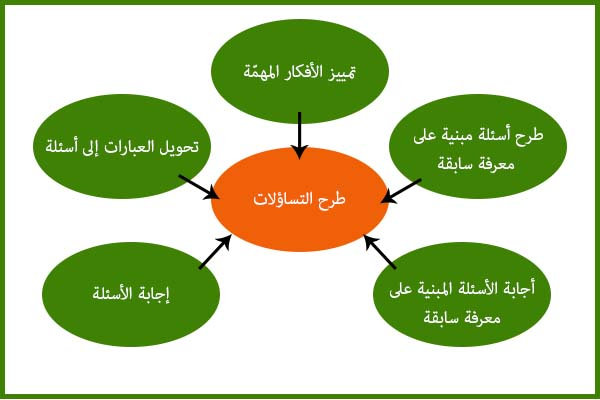 تمييز الأفكار المهمّة
طرح أسئلة مبنية على
معرفة سابقة
تحويل العبارات إلى أسئلة
طرح التساؤلات
أجابة الأسئلة المبنية على
معرفة سابقة
إجابة الأسئلة